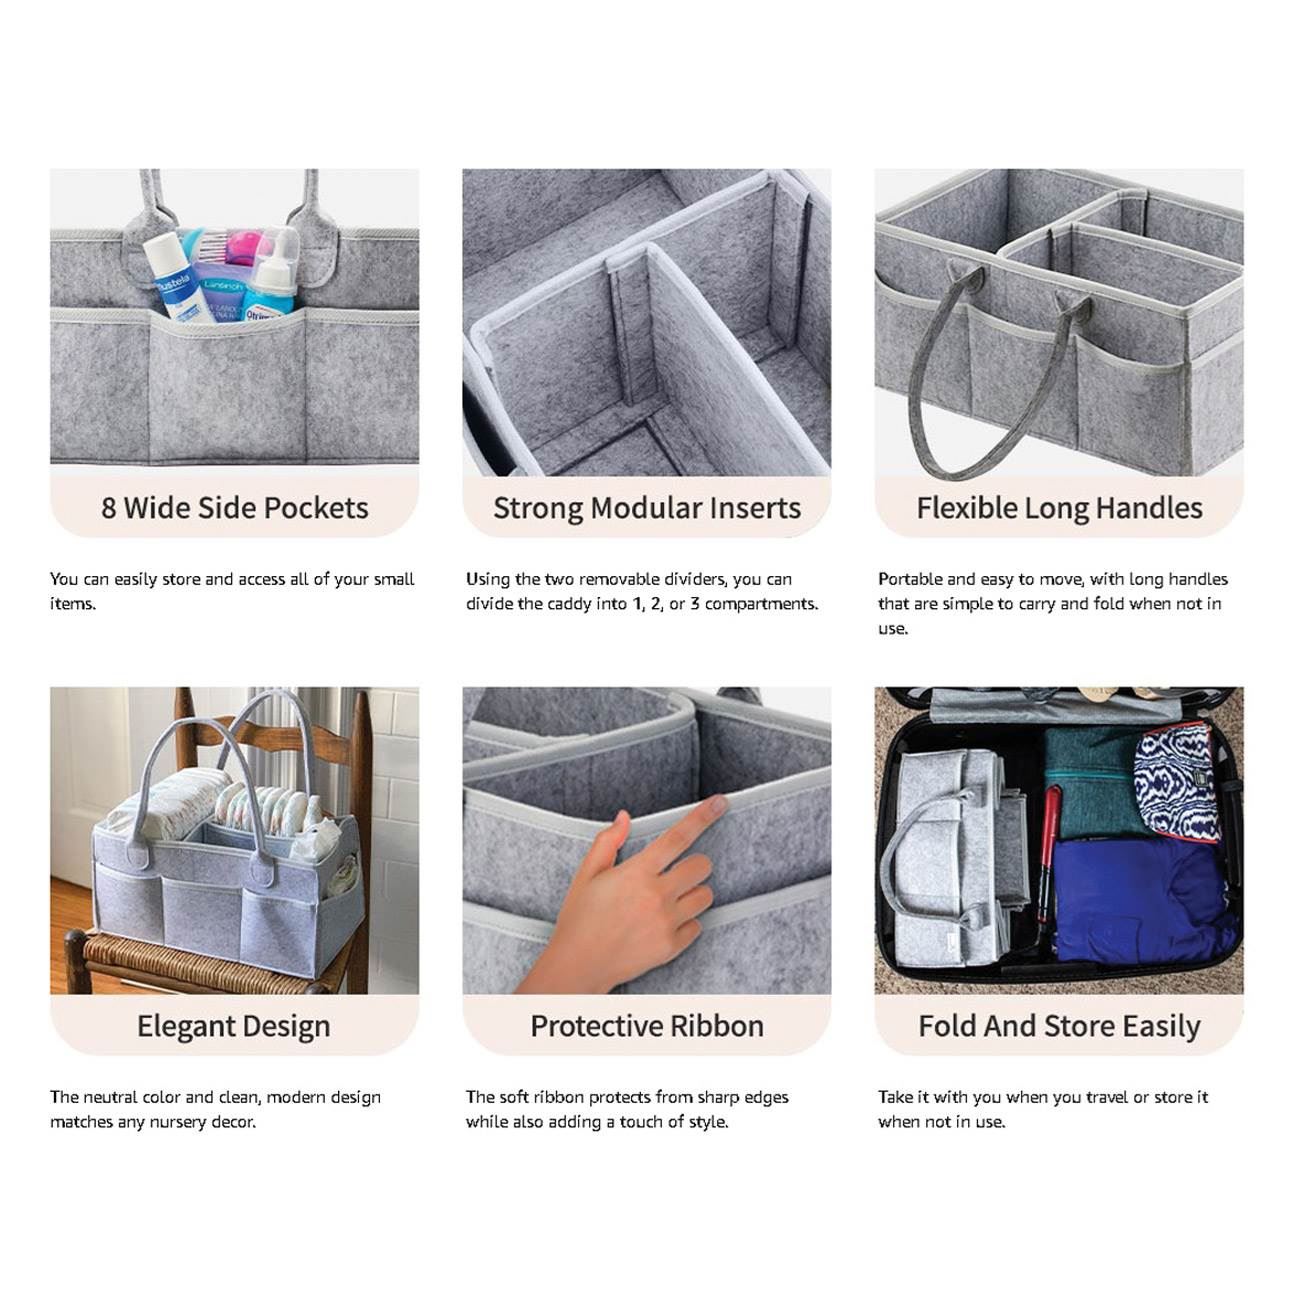 mustela
Lansinoh
8 Wide Side Pockets
You can easily store and access all of your small
items.
Strong Modular Inserts
Using the two removable dividers, you can
divide the caddy into 1, 2, or 3 compartments.
Flexible Long Handles
Portable and easy to move, with long handles
that are simple to carry and fold when not in
use.
Elegant Design
The neutral color and clean, modern design
matches any nursery decor.
Protective Ribbon
The soft ribbon protects from sharp edges
while also adding a touch of style.
Fold And Store Easily
Take it with you when you travel or store it
when not in use.